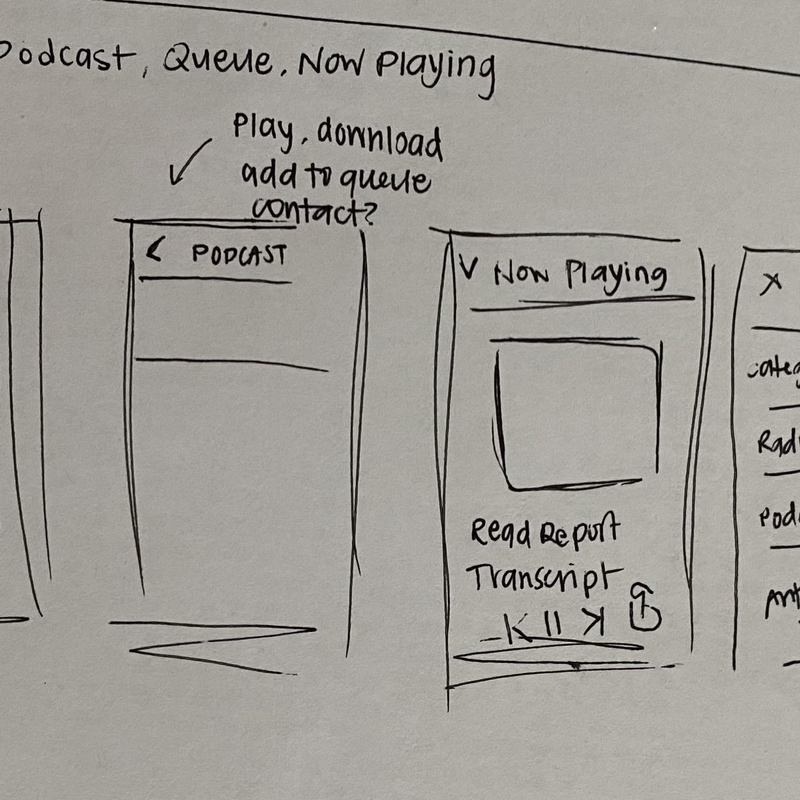 Podcast, Queue, Now Playing
Play, download
add to queue
contact?
< PODCAST
Now Playing
Read Report
Transcript
X